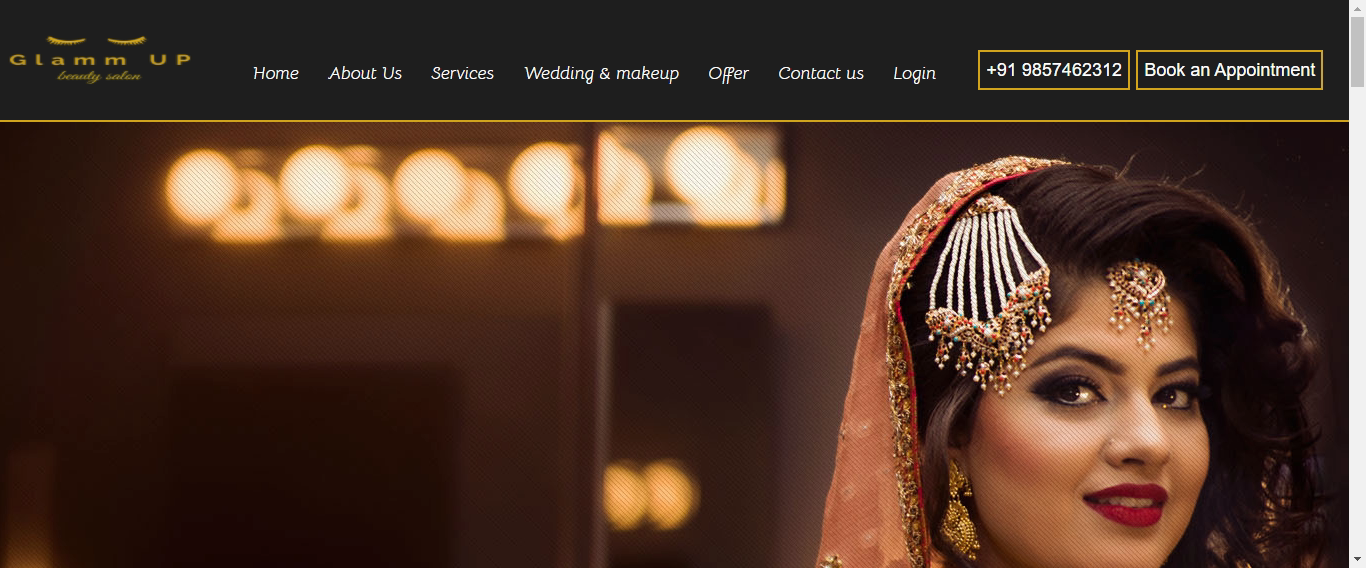 Glamm UP
beauty salon
Home
About Us
Services
Wedding & makeup
Offer
Contact us
Login
+91 9857462312
Book an Appointment